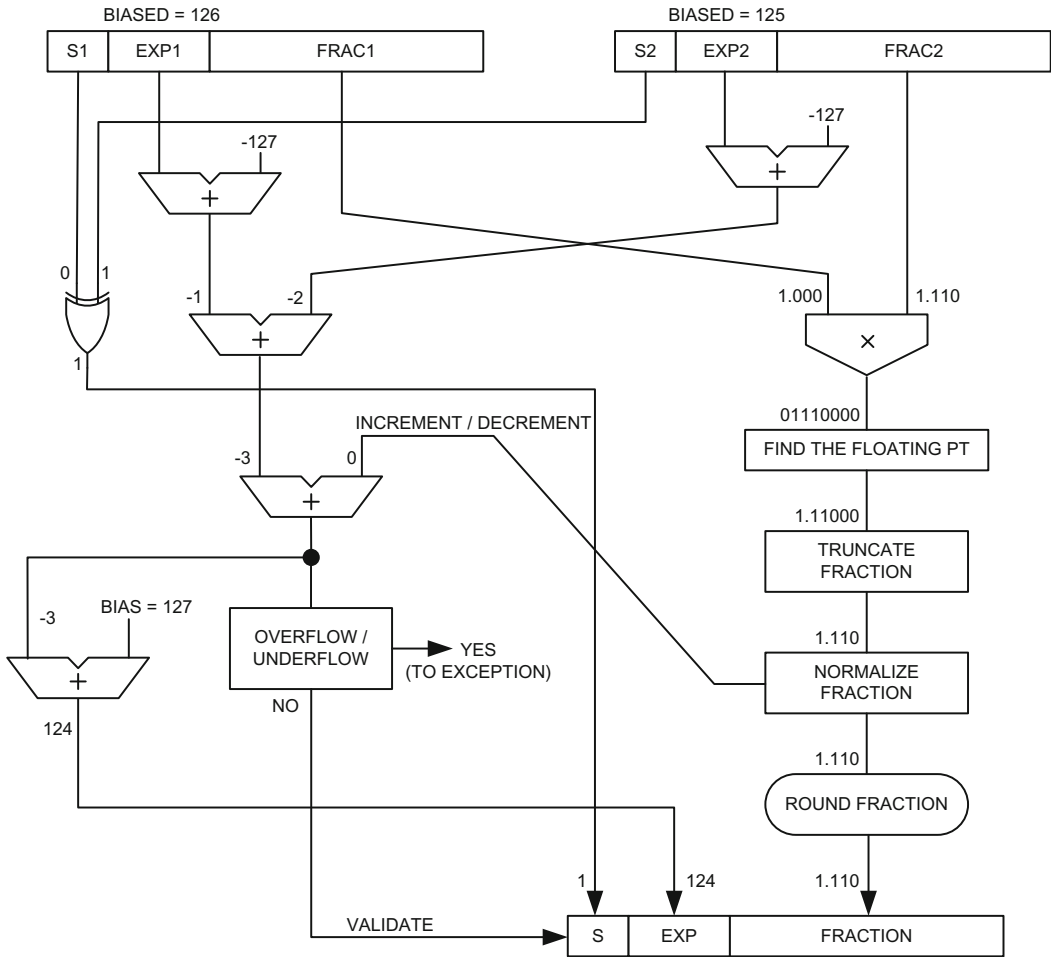 BIASED = 126
BIASED = 125
S1
EXP1
FRAC1
S2
EXP2
FRAC2
-127
-127
+
+
0
1
-1
-2
1.000
1.110
+
×
1
01110000
INCREMENT / DECREMENT
FIND THE FLOATING PT
-3
0
+
1.11000
TRUNCATE
FRACTION
-3
BIAS = 127
OVERFLOW /
UNDERFLOW
YES
(TO EXCEPTION)
1.110
NORMALIZE
FRACTION
+
NO
124
1.110
ROUND FRACTION
1
124
1.110
VALIDATE
S
EXP
FRACTION